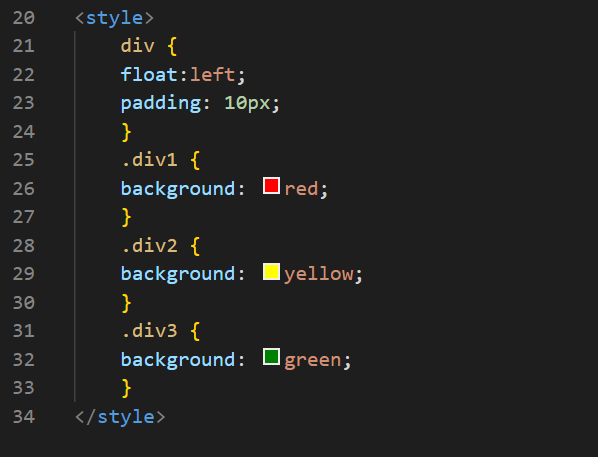 20 <style>
21 div {
22 float:left;
23 padding: 10px;
24 }
25 .div1 {
26 background: red;
27 }
28 .div2 {
29 background: yellow;
30 }
31 .div3 {
32 background: green;
33 }
34 </style>